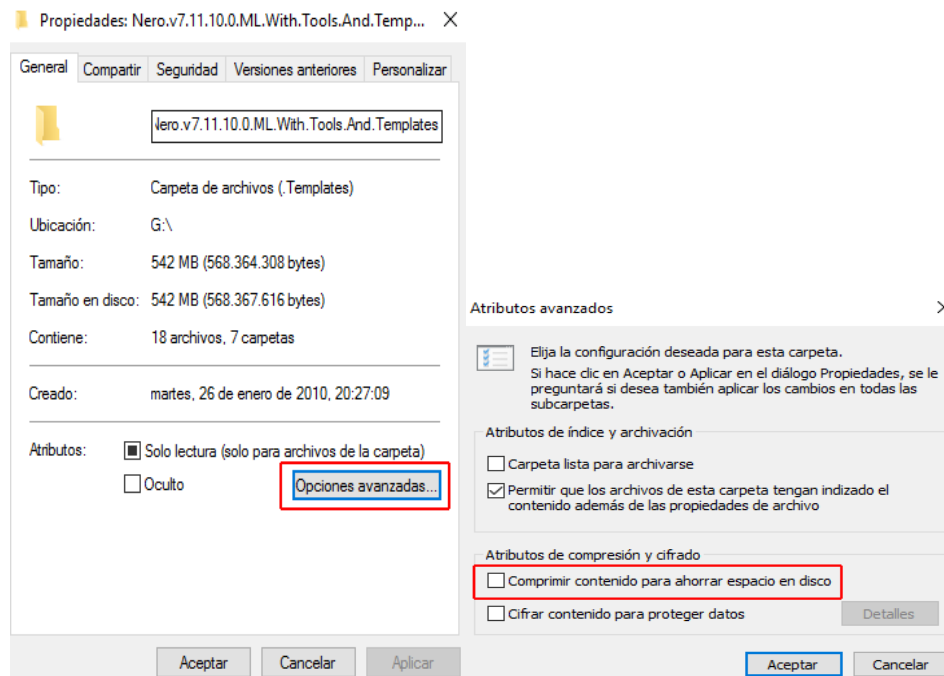 Propiedades: Nero.v7.11.10.0.ML.With.Tools.And.Temp...
General Compartir Seguridad Versiones anteriores Personalizar
Nero.v7.11.10.0.ML.With.Tools.And.Templates
Tipo: Carpeta de archivos (.Templates)
Ubicación: G:\
Tamaño: 542 MB (568.364.308 bytes)
Tamaño en disco: 542 MB (568.367.616 bytes)
Contiene: 18 archivos, 7 carpetas
Creado: martes, 26 de enero de 2010, 20:27:09
Atributos: Solo lectura (solo para archivos de la carpeta)
Oculto Opciones avanzadas...
Aceptar Cancelar Aplicar
Atributos avanzados
Elija la configuración deseada para esta carpeta.
Si hace clic en Aceptar o Aplicar en el diálogo Propiedades, se le
preguntará si desea también aplicar los cambios en todas las
subcarpetas.
Atributos de índice y archivación
Carpeta lista para archivarse
Permitir que los archivos de esta carpeta tengan indizado el
contenido además de las propiedades de archivo
Atributos de compresión y cifrado
Comprimir contenido para ahorrar espacio en disco
Cifrar contenido para proteger datos Detalles
Aceptar Cancelar